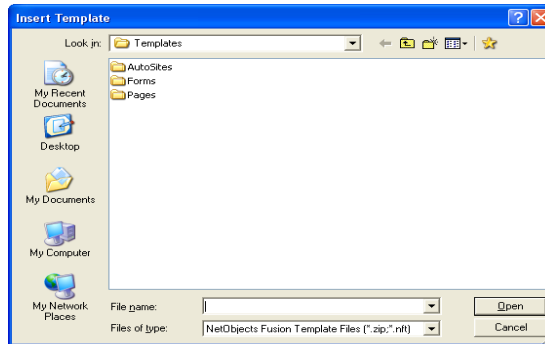 Insert Template
Look in: Templates
AutoSites
Forms
Pages
My Recent
Documents
Desktop
My Documents
My Computer
My Network
Places
File name:
Open
Files of type: NetObjects Fusion Template Files (*.zip;*.nft)
Cancel